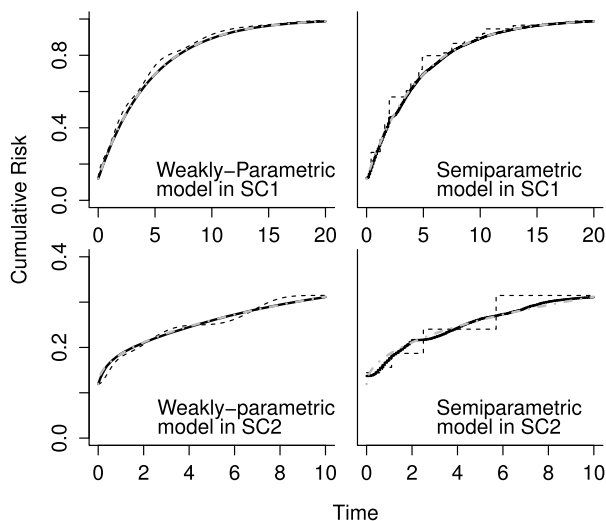 Cumulative Risk
0.0 0.4 0.8
Weakly−Parametric
model in SC1
0 5 10 15 20
Semiparametric
model in SC1
0 5 10 15 20
0.0 0.2 0.4
Weakly−parametric
model in SC2
0 2 4 6 8 10
Semiparametric
model in SC2
0 2 4 6 8 10
Time